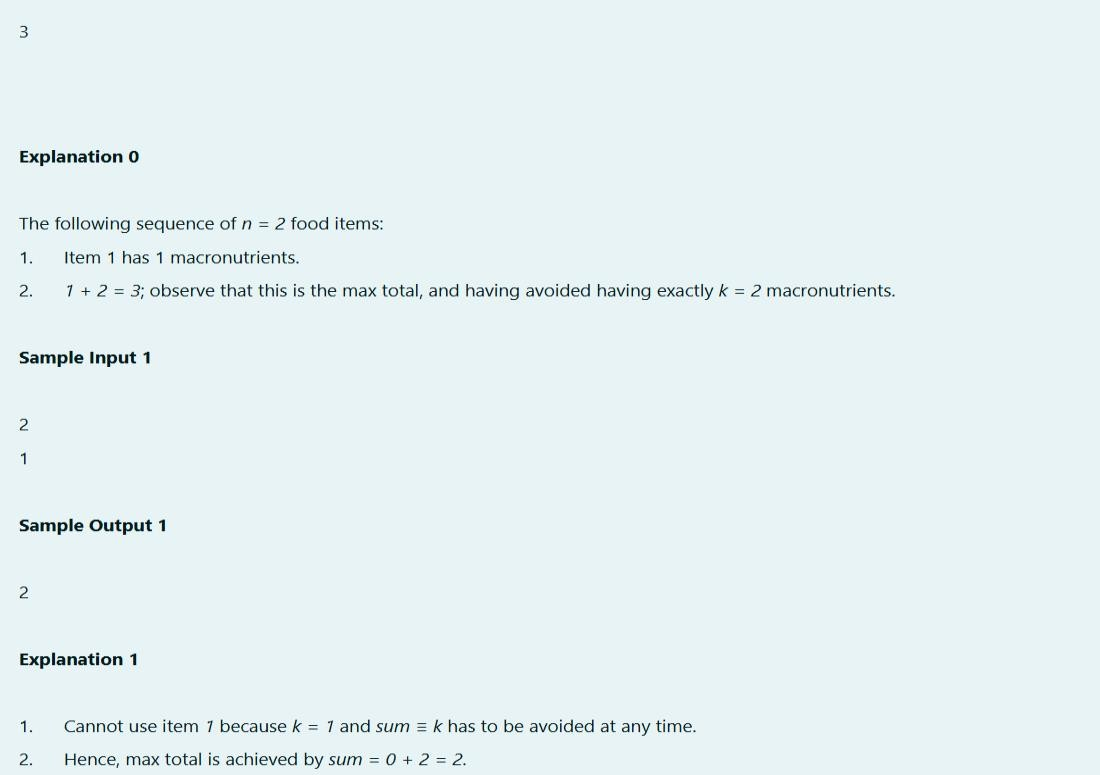 3
Explanation 0
The following sequence of n = 2 food items:
1. Item 1 has 1 macronutrients.
2. 1 + 2 = 3; observe that this is the max total, and having avoided having exactly k = 2 macronutrients.
Sample Input 1
2
1
Sample Output 1
2
Explanation 1
1. Cannot use item 1 because k = 1 and sum ≡ k has to be avoided at any time.
2. Hence, max total is achieved by sum = 0 + 2 = 2.